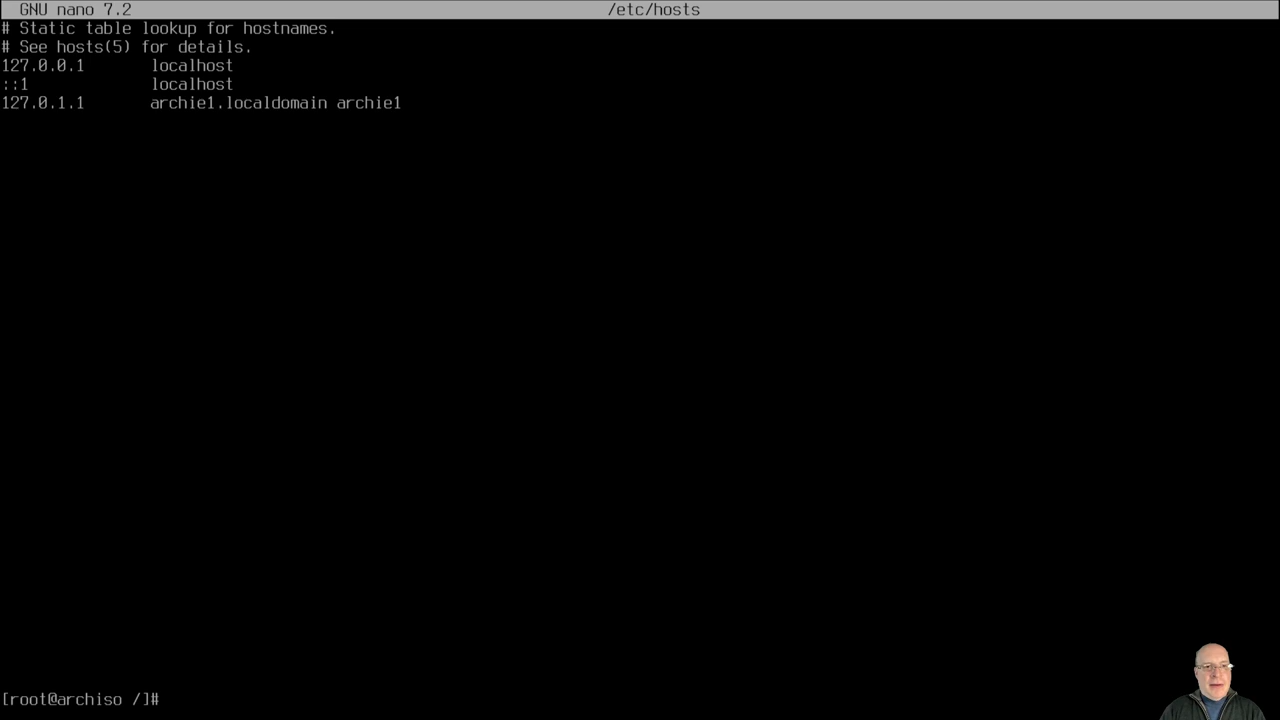 GNU nano 7.2 /etc/hosts
# Static table lookup for hostnames.
# See hosts(5) for details.
127.0.0.1 localhost
::1 localhost
127.0.1.1 archie1.localdomain archie1
[root@archiso /]#